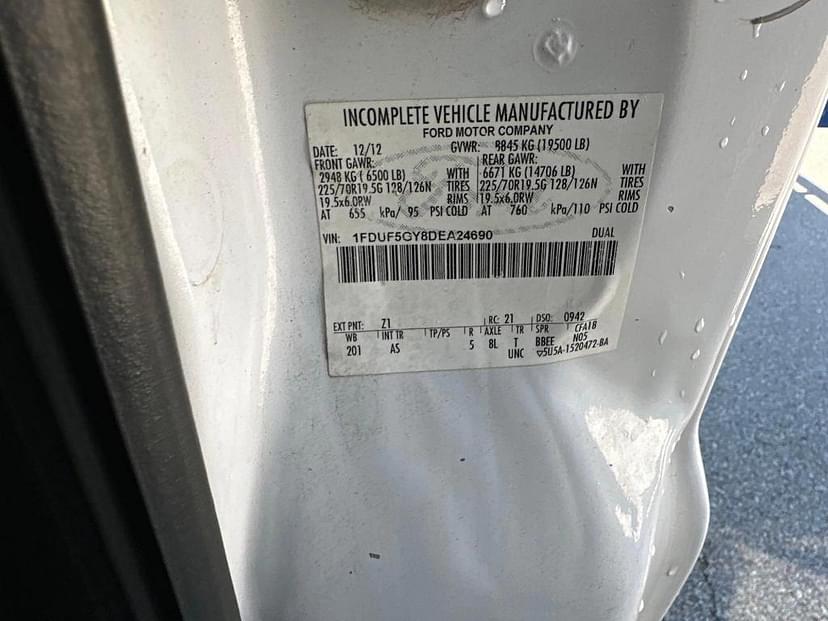 INCOMPLETE VEHICLE MANUFACTURED BY
FORD MOTOR COMPANY
DATE: 12/12 GVWR: 8845 KG (19500 LB)
FRONT GAWR: REAR GAWR:
2948 KG ( 6500 LB) WITH 6671 KG (14706 LB) WITH
225/70R19.5G 128/126N TIRES 225/70R19.5G 128/126N TIRES
19.5x6.0RW RIMS 19.5x6.0RW RIMS
AT 655 kPa/ 95 PSI COLD AT 760 kPa/110 PSI COLD
VIN: 1FDUF5GY8DEA24690 DUAL
EXT PNT: Z1 RC: 21 DSO: 0942
WB INT TR TP/PS R AXLE TR SPR CFA1B
201 AS 5 8L T BBEE N05
UNC 5U5A-1520472-BA